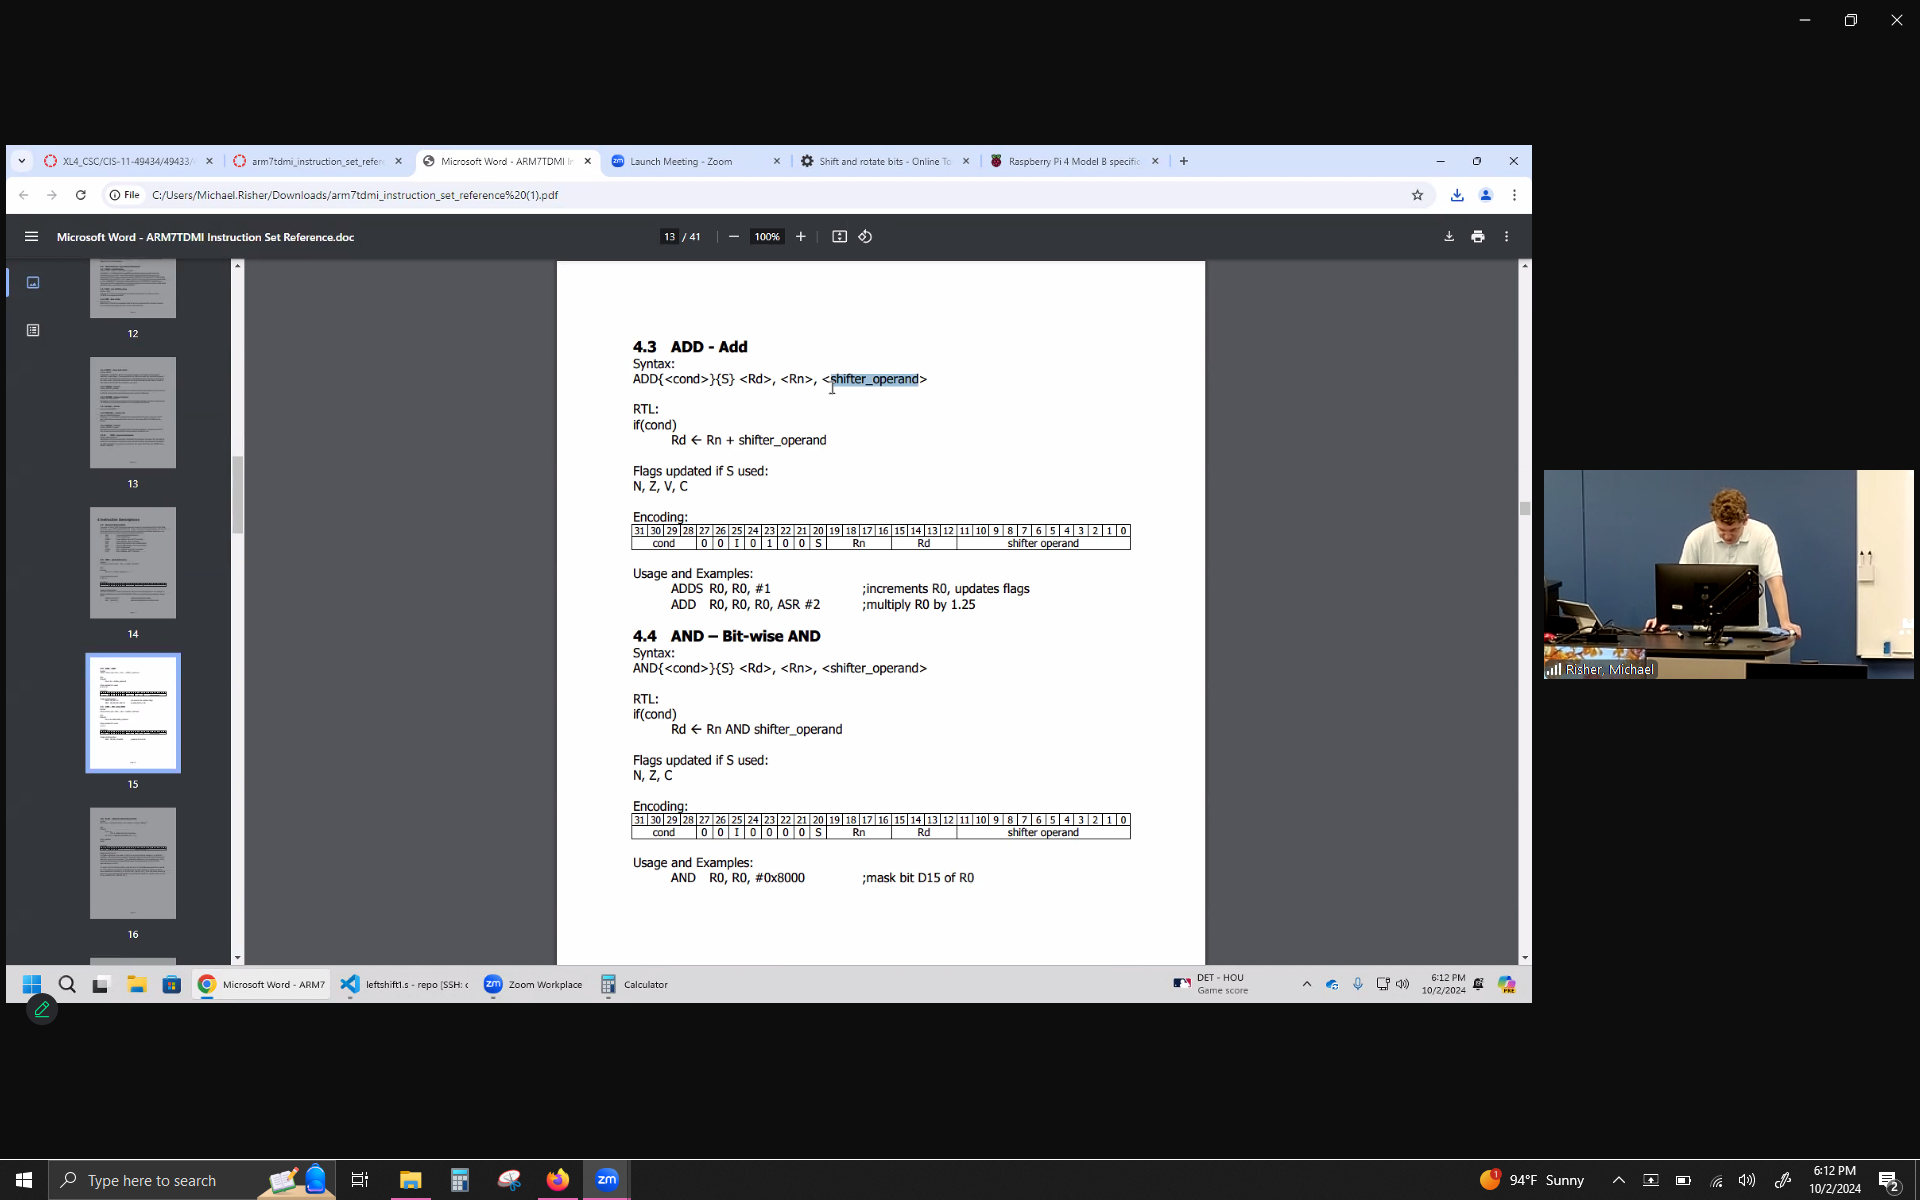 XL4_CSC/CIS-11-49434/49433/
arm7tdmi_instruction_set_refer
Microsoft Word - ARM7TDMI In
Launch Meeting - Zoom
Shift and rotate bits - Online To
Raspberry Pi 4 Model B specific
File
C:/Users/Michael.Risher/Downloads/arm7tdmi_instruction_set_reference%20(1).pdf
Microsoft Word - ARM7TDMI Instruction Set Reference.doc
13 / 41
100%
12
13
14
15
16
4.3 ADD - Add
Syntax:
ADD{<cond>}{S} <Rd>, <Rn>, <shifter_operand>
RTL:
if(cond)
Rd ← Rn + shifter_operand
Flags updated if S used:
N, Z, V, C
Encoding:
31 30 29 28 27 26 25 24 23 22 21 20 19 18 17 16 15 14 13 12 11 10 9 8 7 6 5 4 3 2 1 0
cond 0 0 I 0 1 0 0 S Rn Rd shifter operand
Usage and Examples:
ADDS R0, R0, #1 ;increments R0, updates flags
ADD R0, R0, R0, ASR #2 ;multiply R0 by 1.25
4.4 AND – Bit-wise AND
Syntax:
AND{<cond>}{S} <Rd>, <Rn>, <shifter_operand>
RTL:
if(cond)
Rd ← Rn AND shifter_operand
Flags updated if S used:
N, Z, C
Encoding:
31 30 29 28 27 26 25 24 23 22 21 20 19 18 17 16 15 14 13 12 11 10 9 8 7 6 5 4 3 2 1 0
cond 0 0 I 0 0 0 0 S Rn Rd shifter operand
Usage and Examples:
AND R0, R0, #0x8000 ;mask bit D15 of R0
Risher, Michael
Microsoft Word - ARM7
leftshift1.s - repo [SSH: c
Zoom Workplace
Calculator
DET - HOU
Game score
6:12 PM
10/2/2024
Type here to search
94°F Sunny
6:12 PM
10/2/2024
2